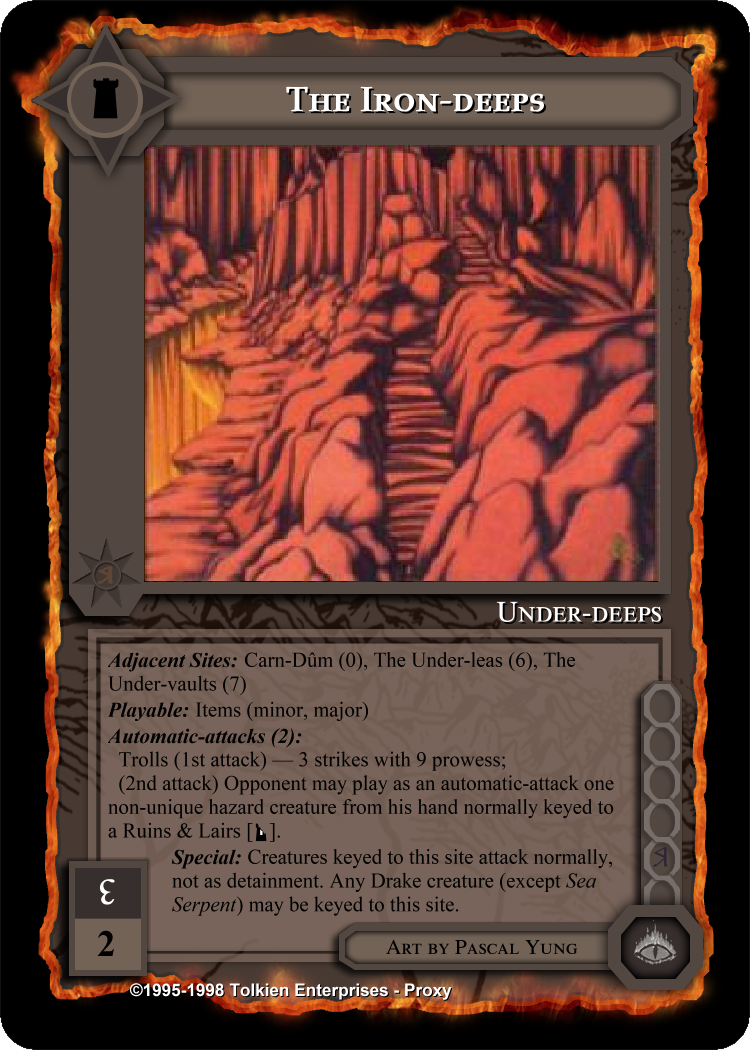 The Iron-deeps
Under-deeps
Adjacent Sites: Carn-Dûm (0), The Under-leas (6), The
Under-vaults (7)
Playable: Items (minor, major)
Automatic-attacks (2):
Trolls (1st attack) — 3 strikes with 9 prowess;
(2nd attack) Opponent may play as an automatic-attack one
non-unique hazard creature from his hand normally keyed to
a Ruins & Lairs [ ].
Special: Creatures keyed to this site attack normally,
not as detainment. Any Drake creature (except Sea
Serpent) may be keyed to this site.
2
Art by Pascal Yung
©1995-1998 Tolkien Enterprises - Proxy